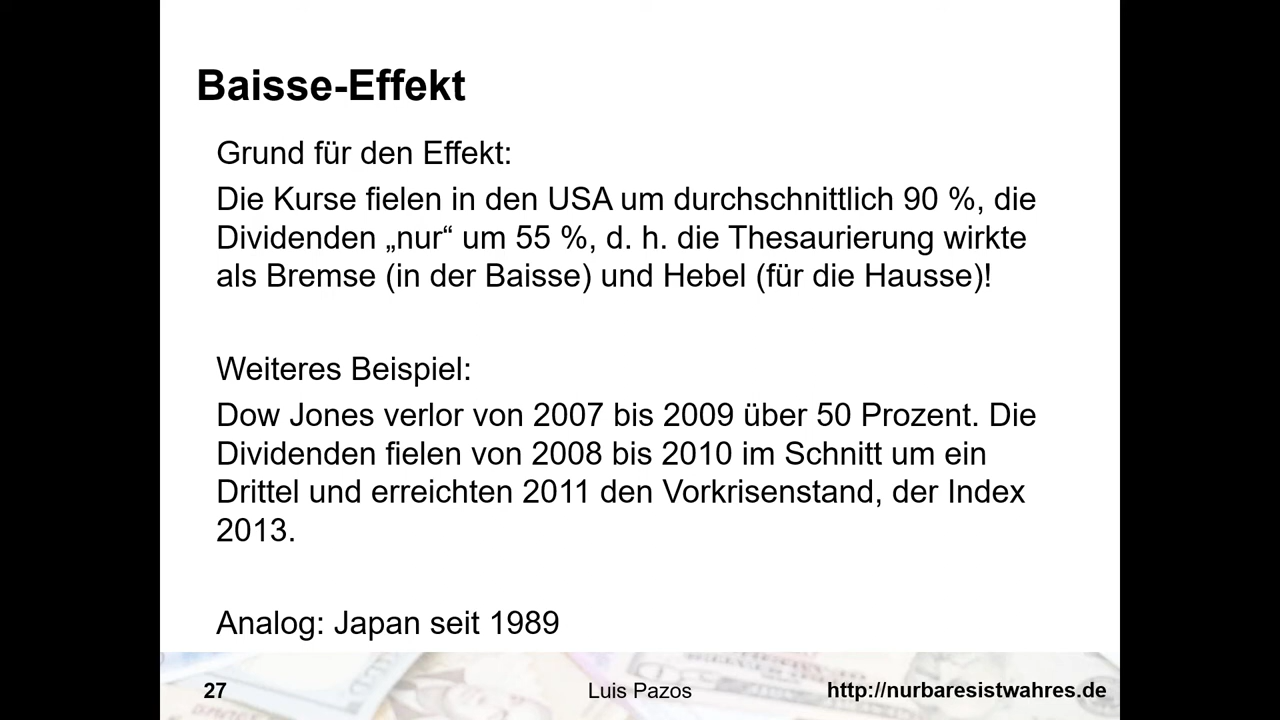 Baisse-Effekt
Grund für den Effekt:
Die Kurse fielen in den USA um durchschnittlich 90 %, die
Dividenden „nur“ um 55 %, d. h. die Thesaurierung wirkte
als Bremse (in der Baisse) und Hebel (für die Hausse)!
Weiteres Beispiel:
Dow Jones verlor von 2007 bis 2009 über 50 Prozent. Die
Dividenden fielen von 2008 bis 2010 im Schnitt um ein
Drittel und erreichten 2011 den Vorkrisenstand, der Index
2013.
Analog: Japan seit 1989
27
Luis Pazos
http://nurbaresistwahres.de